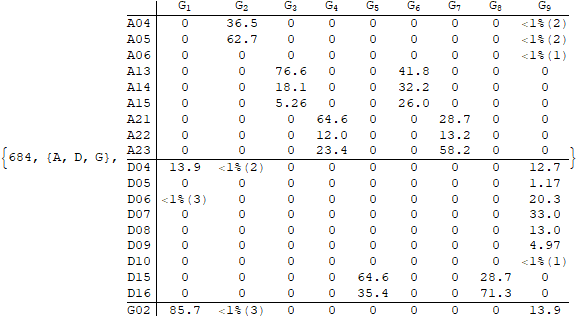 G₁ G₂ G₃ G₄ G₅ G₆ G₇ G₈ G₉
A04 0 36.5 0 0 0 0 0 0 <1%(2)
A05 0 62.7 0 0 0 0 0 0 <1%(2)
A06 0 0 0 0 0 0 0 0 <1%(1)
A13 0 0 76.6 0 0 41.8 0 0 0
A14 0 0 18.1 0 0 32.2 0 0 0
A15 0 0 5.26 0 0 26.0 0 0 0
A21 0 0 0 64.6 0 0 28.7 0 0
A22 0 0 0 12.0 0 0 13.2 0 0
{684, {A, D, G}, A23 0 0 0 23.4 0 0 58.2 0 0 }
D04 13.9 <1%(2) 0 0 0 0 0 0 12.7
D05 0 0 0 0 0 0 0 0 1.17
D06 <1%(3) 0 0 0 0 0 0 0 20.3
D07 0 0 0 0 0 0 0 0 33.0
D08 0 0 0 0 0 0 0 0 13.0
D09 0 0 0 0 0 0 0 0 4.97
D10 0 0 0 0 0 0 0 0 <1%(1)
D15 0 0 0 0 64.6 0 0 28.7 0
D16 0 0 0 0 35.4 0 0 71.3 0
G02 85.7 <1%(3) 0 0 0 0 0 0 13.9